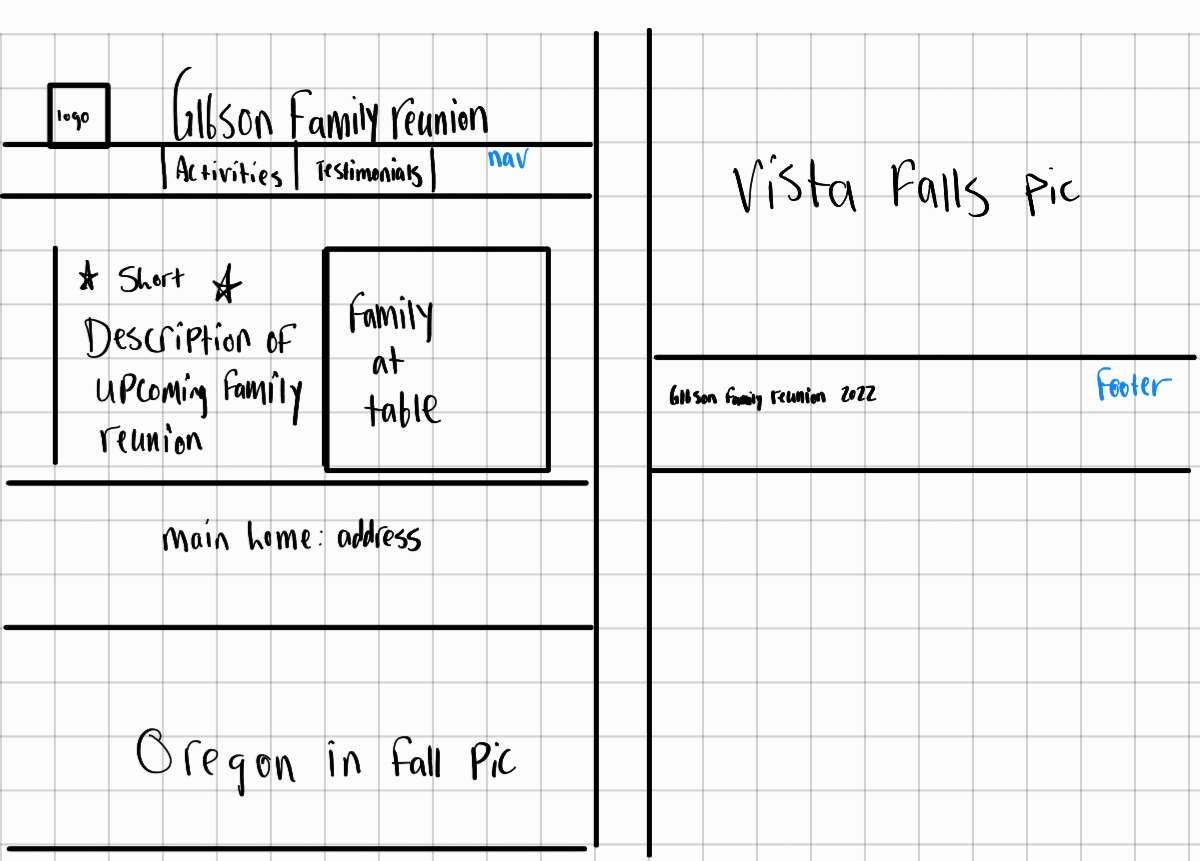 logo
Gibson Family reunion
Activities
Testimonials
nav
Short
Description of
upcoming family
reunion
Family
at
table
main home: address
Oregon in fall pic
Vista Falls pic
Gibson Family reunion 2022
Footer